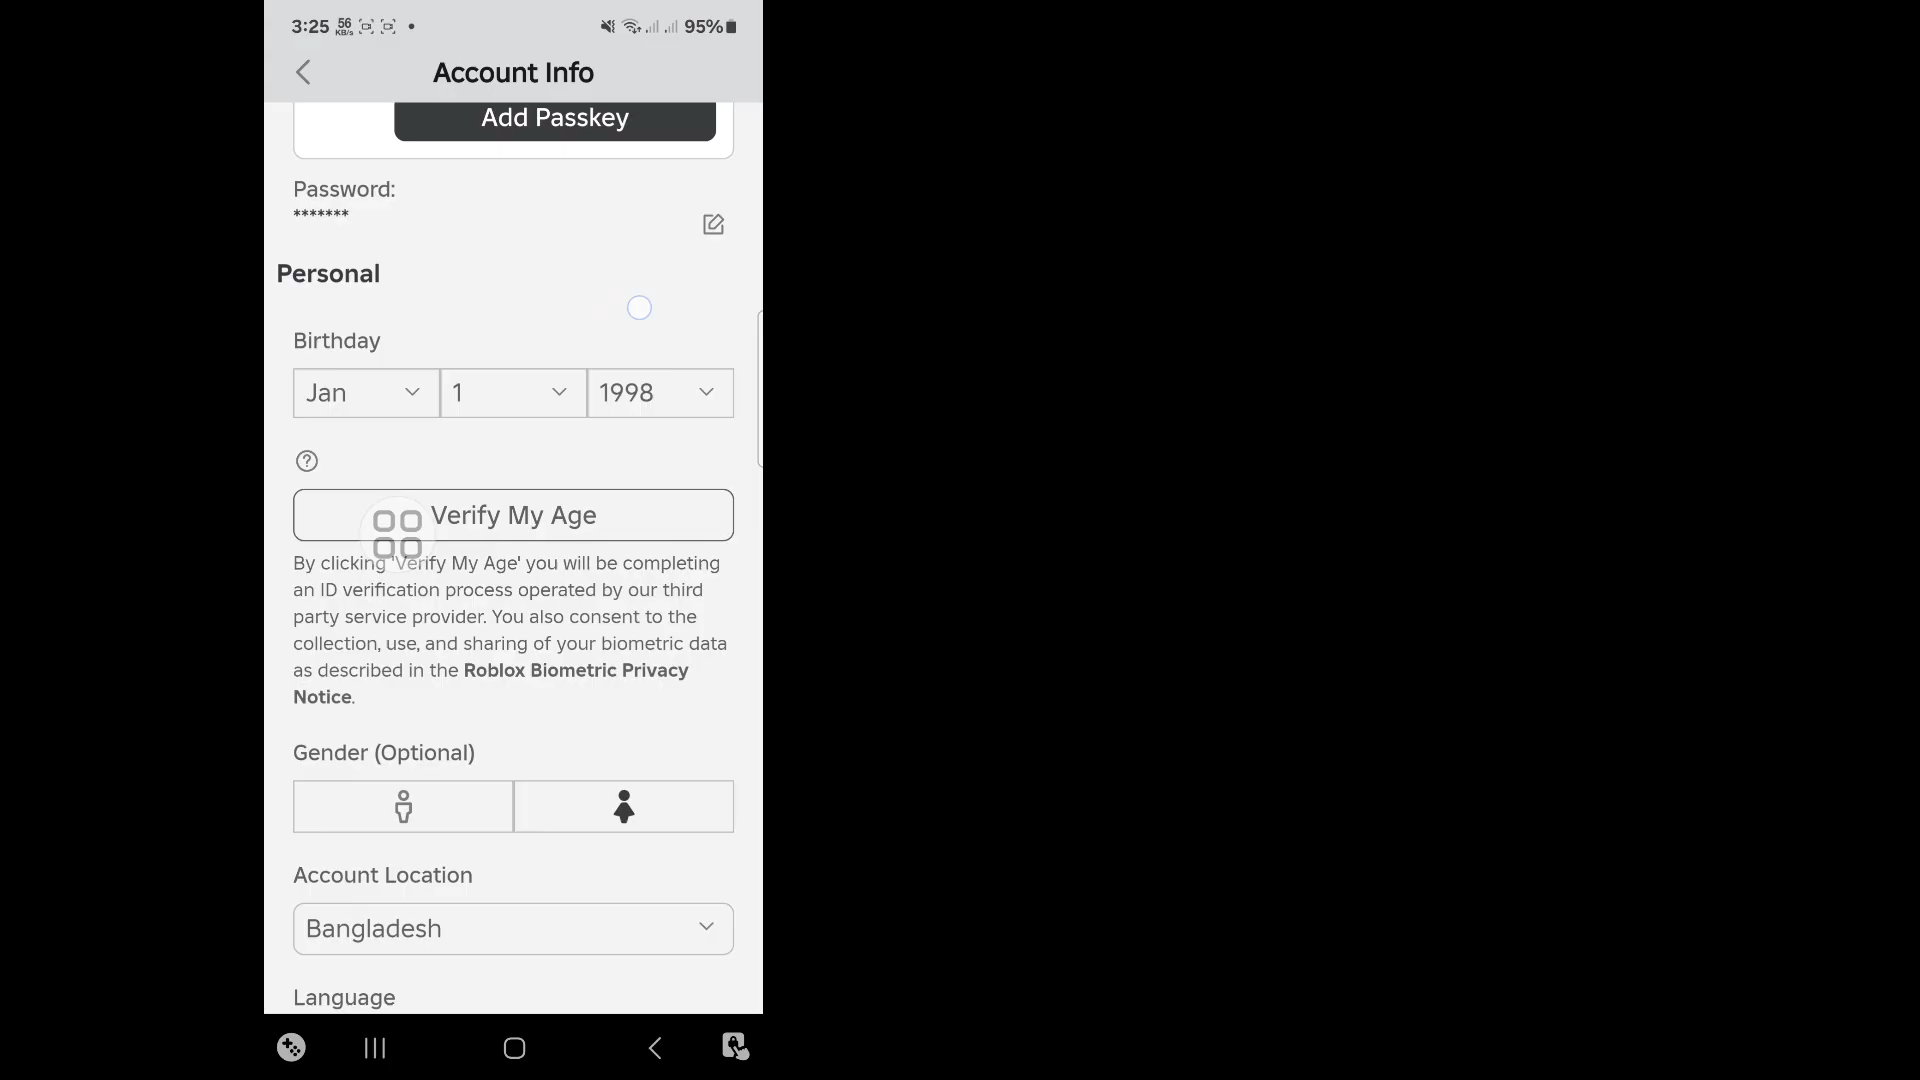 3:25 56 KB/s 95%
Account Info
Add Passkey
Password:
*******
Personal
Birthday
Jan 1 1998
Verify My Age
By clicking 'Verify My Age' you will be completing
an ID verification process operated by our third
party service provider. You also consent to the
collection, use, and sharing of your biometric data
as described in the Roblox Biometric Privacy
Notice.
Gender (Optional)
Account Location
Bangladesh
Language